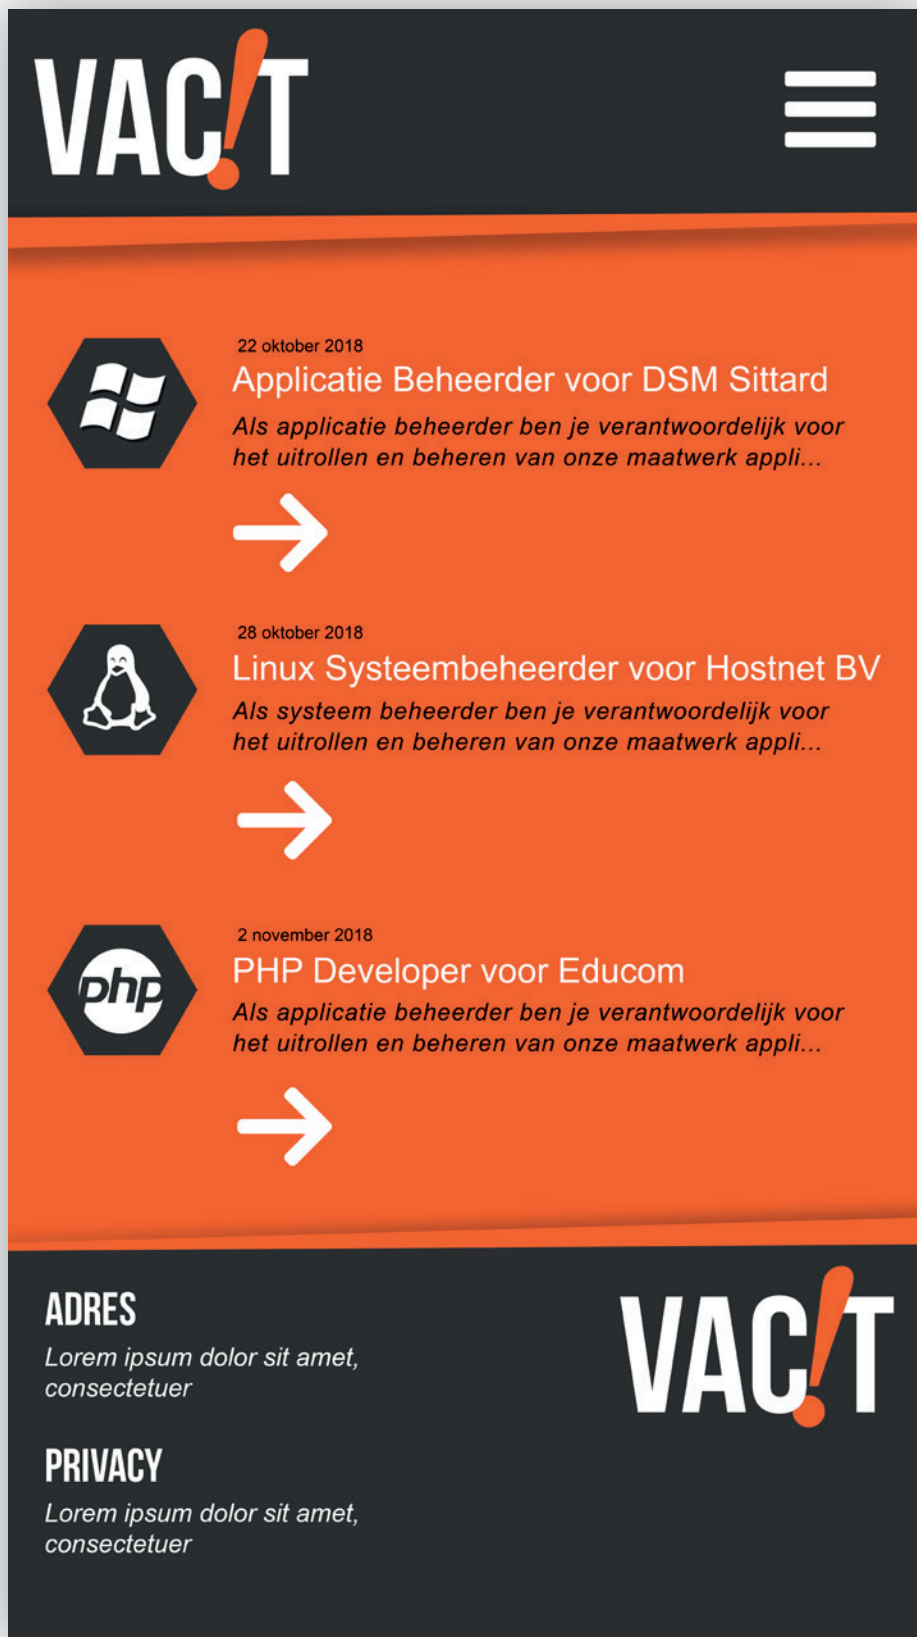 VAC!T
22 oktober 2018
Applicatie Beheerder voor DSM Sittard
Als applicatie beheerder ben je verantwoordelijk voor
het uitrollen en beheren van onze maatwerk appli...
28 oktober 2018
Linux Systeembeheerder voor Hostnet BV
Als systeem beheerder ben je verantwoordelijk voor
het uitrollen en beheren van onze maatwerk appli...
php
2 november 2018
PHP Developer voor Educom
Als applicatie beheerder ben je verantwoordelijk voor
het uitrollen en beheren van onze maatwerk appli...
ADRES
Lorem ipsum dolor sit amet,
consectetuer
VAC!T
PRIVACY
Lorem ipsum dolor sit amet,
consectetuer